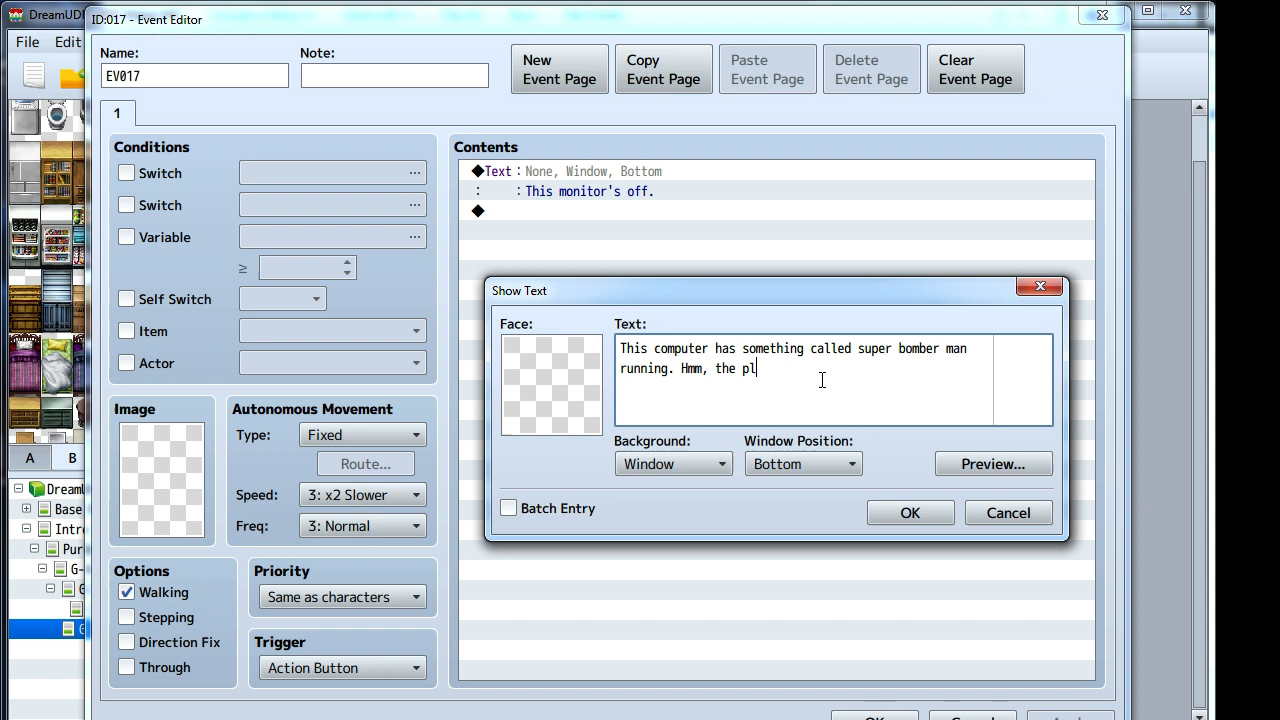 DreamUD
ID:017 - Event Editor
File Edit
Name:
Note:
EV017
New
Event Page
Copy
Event Page
Paste
Event Page
Delete
Event Page
Clear
Event Page
1
Conditions
Switch
Switch
Variable
≥
Self Switch
Item
Actor
Image
Autonomous Movement
Type: Fixed
Route...
Speed: 3: x2 Slower
Freq: 3: Normal
Options
Walking
Stepping
Direction Fix
Through
Priority
Same as characters
Trigger
Action Button
Contents
◆Text : None, Window, Bottom
: : This monitor's off.
◆
Show Text
Face:
Text:
This computer has something called super bomber man
running. Hmm, the pl
Background:
Window
Window Position:
Bottom
Preview...
Batch Entry
OK
Cancel
A B
Base
Intr
Pur
G-